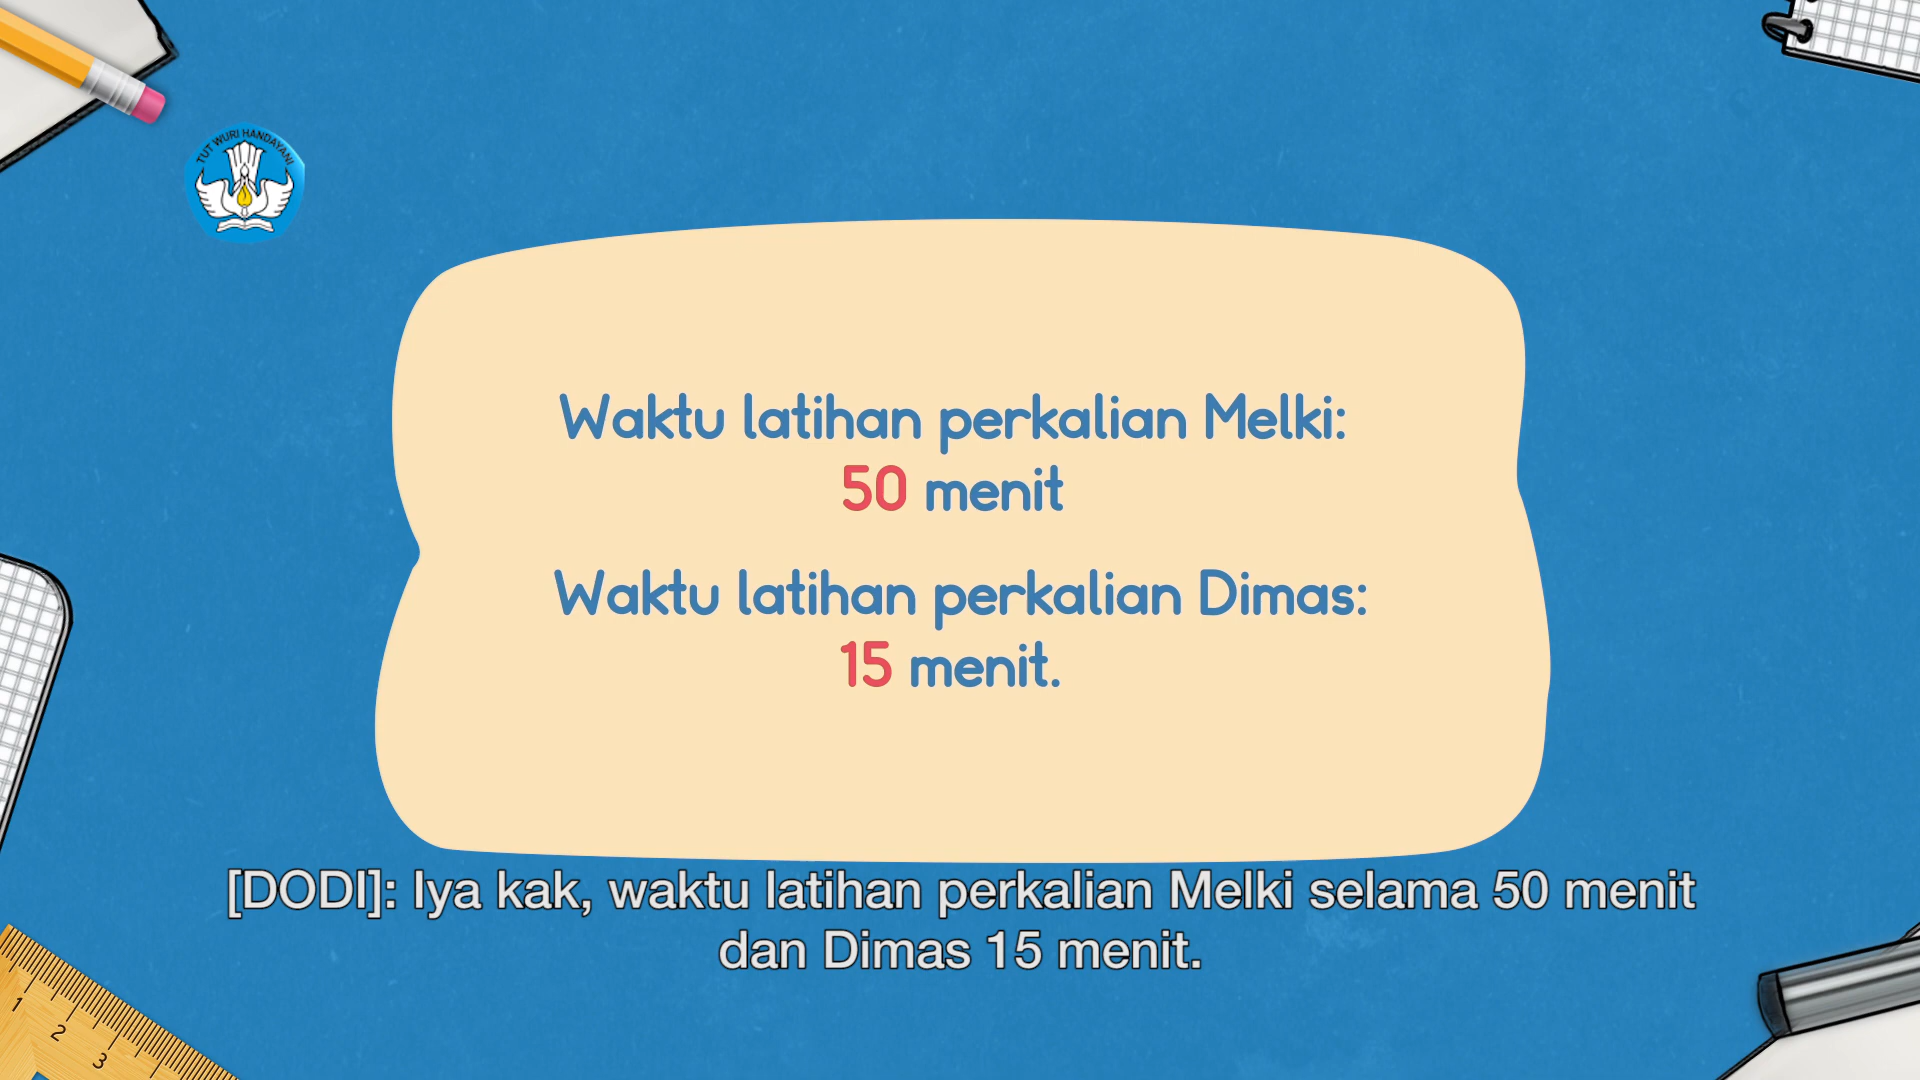 TUT WURI HANDAYANI
Waktu latihan perkalian Melki:
50 menit
Waktu latihan perkalian Dimas:
15 menit.
[DODI]: Iya kak, waktu latihan perkalian Melki selama 50 menit
dan Dimas 15 menit.
1
2
3